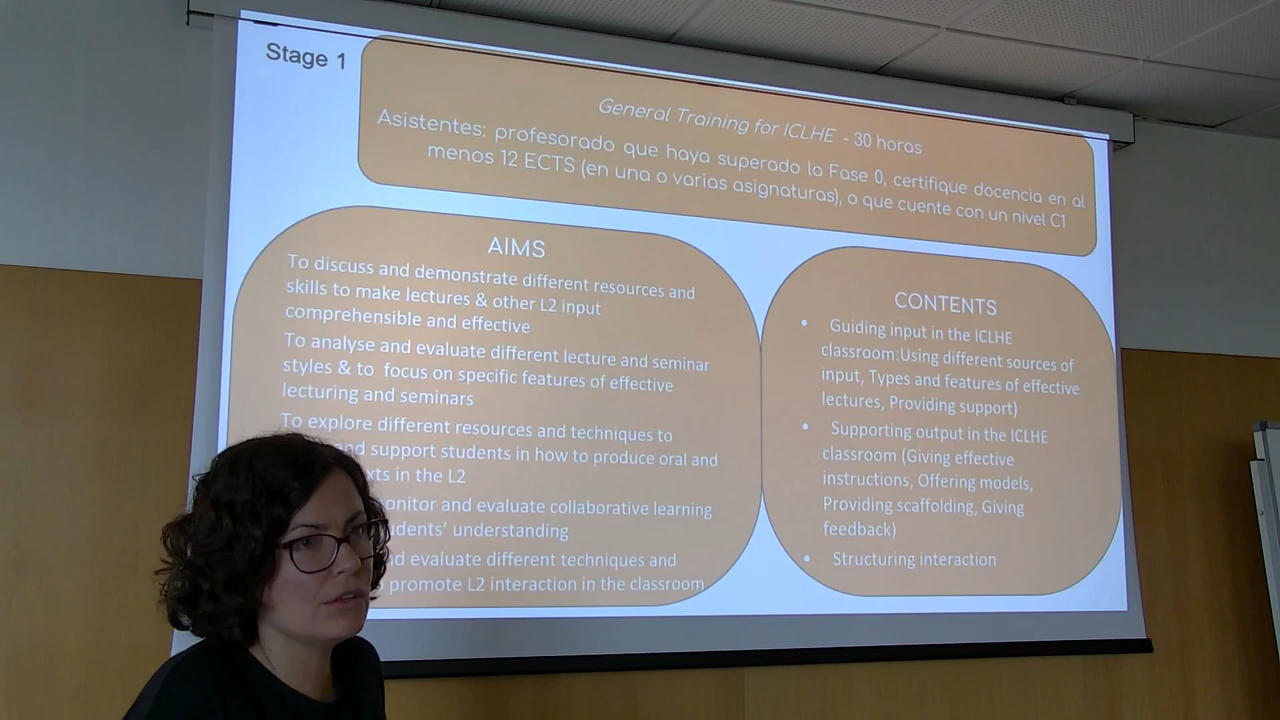 Stage 1
General Training for ICLHE - 30 horas
Asistentes: profesorado que haya superado la Fase 0, certifique docencia en al
menos 12 ECTS (en una o varias asignaturas), o que cuente con un nivel C1
AIMS
To discuss and demonstrate different resources and
skills to make lectures & other L2 input
comprehensible and effective
To analyse and evaluate different lecture and seminar
styles & to focus on specific features of effective
lecturing and seminars
To explore different resources and techniques to
and support students in how to produce oral and
in the L2
and evaluate collaborative learning
understanding
evaluate different techniques and
promote L2 interaction in the classroom
CONTENTS
• Guiding input in the ICLHE
classroom:Using different sources of
input, Types and features of effective
lectures, Providing support)
• Supporting output in the ICLHE
classroom (Giving effective
instructions, Offering models,
Providing scaffolding, Giving
feedback)
• Structuring interaction